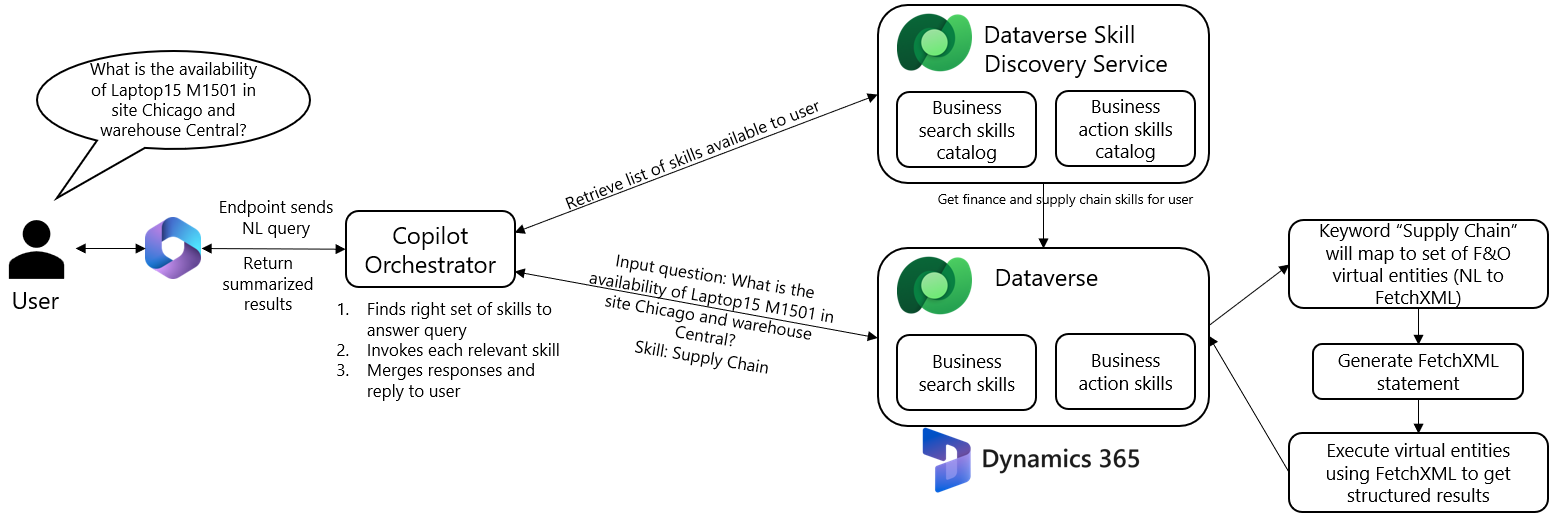 What is the availability
of Laptop15 M1501 in
site Chicago and
warehouse Central?
User
Endpoint sends
NL query
Return
summarized
results
Copilot
Orchestrator
1. Finds right set of skills to
answer query
2. Invokes each relevant skill
3. Merges responses and
reply to user
Retrieve list of skills available to user
Input question: What is the
availability of Laptop15 M1501 in
site Chicago and warehouse
Central?
Skill: Supply Chain
Dataverse Skill
Discovery Service
Business
search skills
catalog
Business
action skills
catalog
Get finance and supply chain skills for user
Dataverse
Business
search skills
Business
action skills
Dynamics 365
Keyword “Supply Chain”
will map to set of F&O
virtual entities (NL to
FetchXML)
Generate FetchXML
statement
Execute virtual entities
using FetchXML to get
structured results